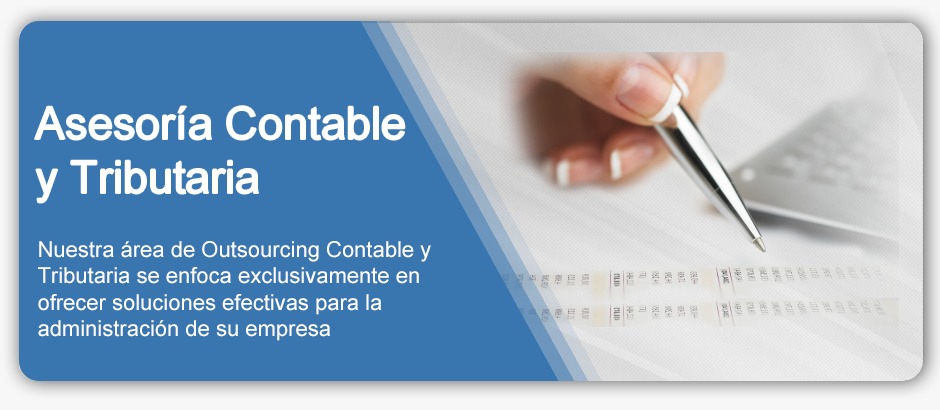 Asesoría Contable
y Tributaria
Nuestra área de Outsourcing Contable y
Tributaria se enfoca exclusivamente en
ofrecer soluciones efectivas para la
administración de su empresa